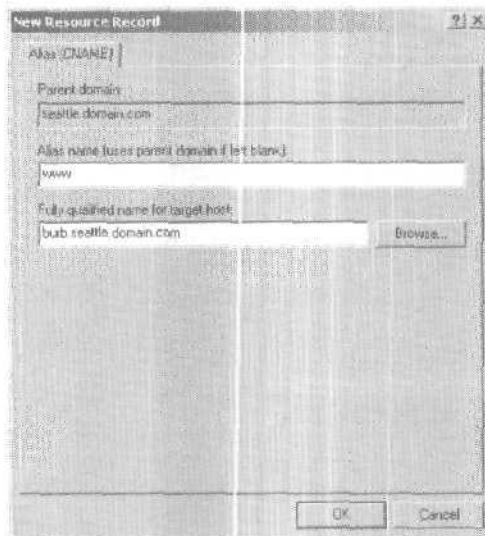 New Resource Record ? X
Alias (CNAME)
Parent domain:
seattle.domain.com
Alias name (uses parent domain if left blank):
www
Fully qualified name for target host:
burb.seattle.domain.com
Browse...
OK Cancel